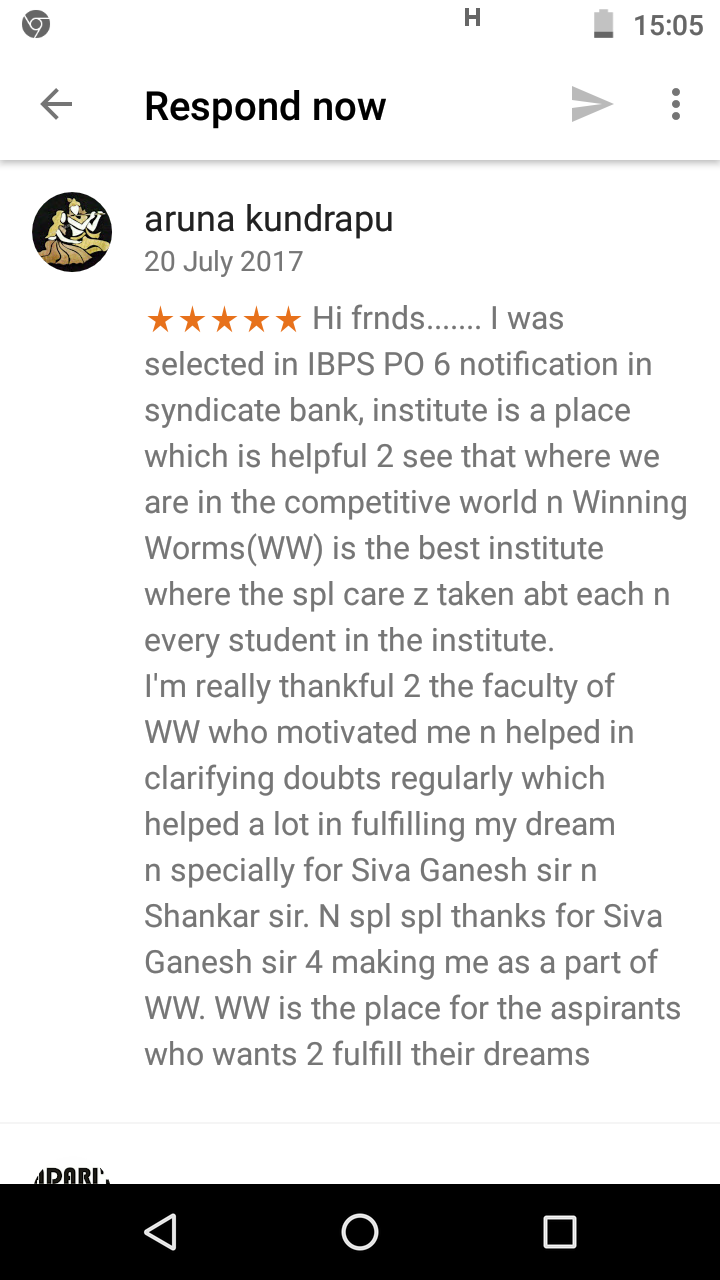 H 15:05
Respond now
aruna kundrapu
20 July 2017
★★★★★ Hi frnds....... I was
selected in IBPS PO 6 notification in
syndicate bank, institute is a place
which is helpful 2 see that where we
are in the competitive world n Winning
Worms(WW) is the best institute
where the spl care z taken abt each n
every student in the institute.
I'm really thankful 2 the faculty of
WW who motivated me n helped in
clarifying doubts regularly which
helped a lot in fulfilling my dream
n specially for Siva Ganesh sir n
Shankar sir. N spl spl thanks for Siva
Ganesh sir 4 making me as a part of
WW. WW is the place for the aspirants
who wants 2 fulfill their dreams